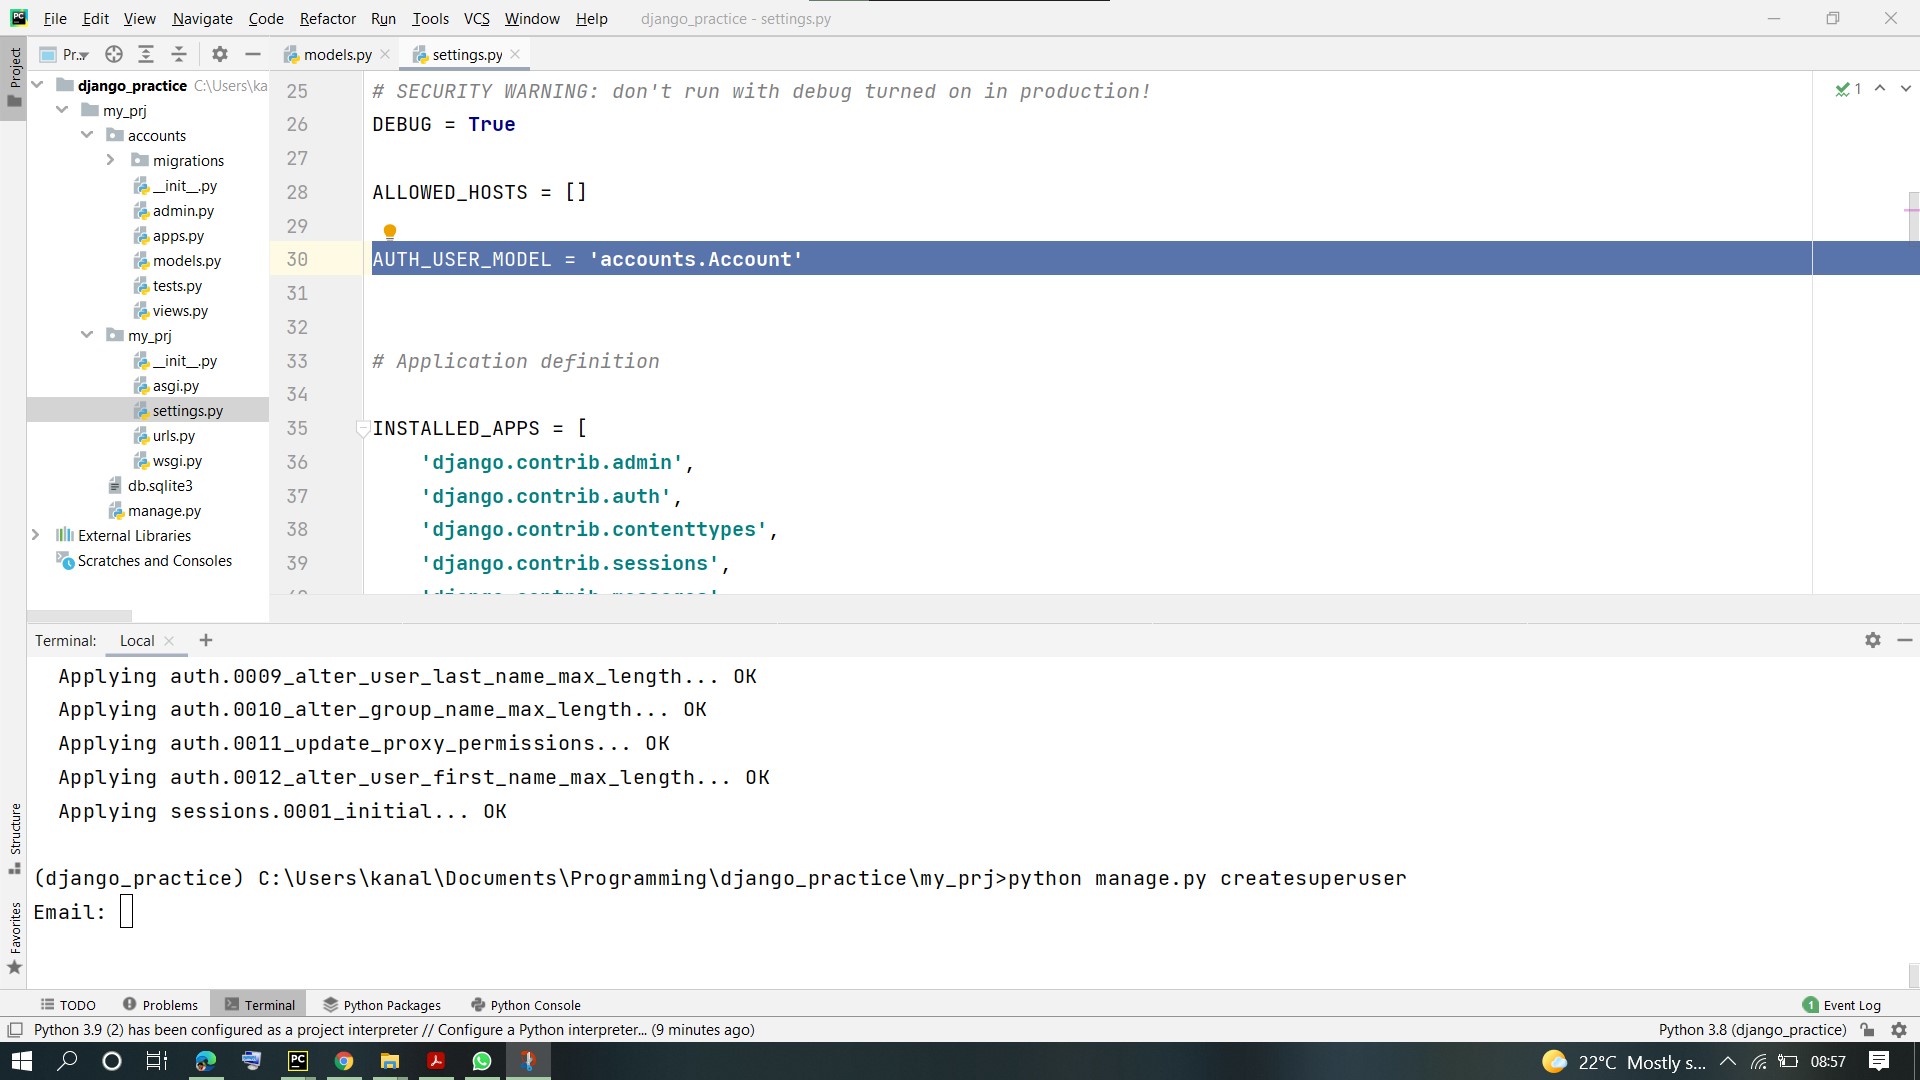 PC File Edit View Navigate Code Refactor Run Tools VCS Window Help django_practice - settings.py
Pr... models.py settings.py
Project
django_practice C:\Users\ka
my_prj
accounts
migrations
__init__.py
admin.py
apps.py
models.py
tests.py
views.py
my_prj
__init__.py
asgi.py
settings.py
urls.py
wsgi.py
db.sqlite3
manage.py
External Libraries
Scratches and Consoles
25 # SECURITY WARNING: don't run with debug turned on in production!
26 DEBUG = True
27
28 ALLOWED_HOSTS = []
29
30 AUTH_USER_MODEL = 'accounts.Account'
31
32
33 # Application definition
34
35 INSTALLED_APPS = [
36 'django.contrib.admin',
37 'django.contrib.auth',
38 'django.contrib.contenttypes',
39 'django.contrib.sessions',
1
Terminal: Local
Applying auth.0009_alter_user_last_name_max_length... OK
Applying auth.0010_alter_group_name_max_length... OK
Applying auth.0011_update_proxy_permissions... OK
Applying auth.0012_alter_user_first_name_max_length... OK
Applying sessions.0001_initial... OK
(django_practice) C:\Users\kanal\Documents\Programming\django_practice\my_prj>python manage.py createsuperuser
Email:
Structure
Favorites
TODO Problems Terminal Python Packages Python Console 1 Event Log
Python 3.9 (2) has been configured as a project interpreter // Configure a Python interpreter... (9 minutes ago) Python 3.8 (django_practice)
PC 22°C Mostly s... 08:57